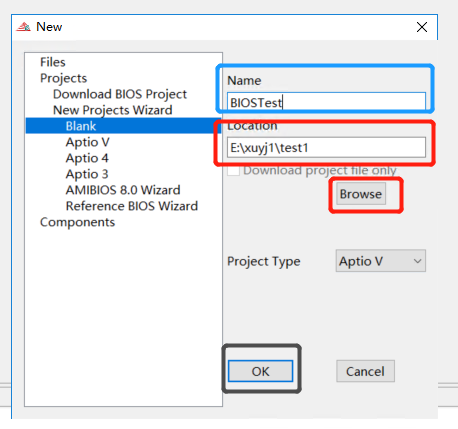 New
Files
Projects
Download BIOS Project
New Projects Wizard
Blank
Aptio V
Aptio 4
Aptio 3
AMIBIOS 8.0 Wizard
Reference BIOS Wizard
Components
Name
BIOSTest
Location
E:\xuyj1\test1
Download project file only
Browse
Project Type
Aptio V
OK
Cancel